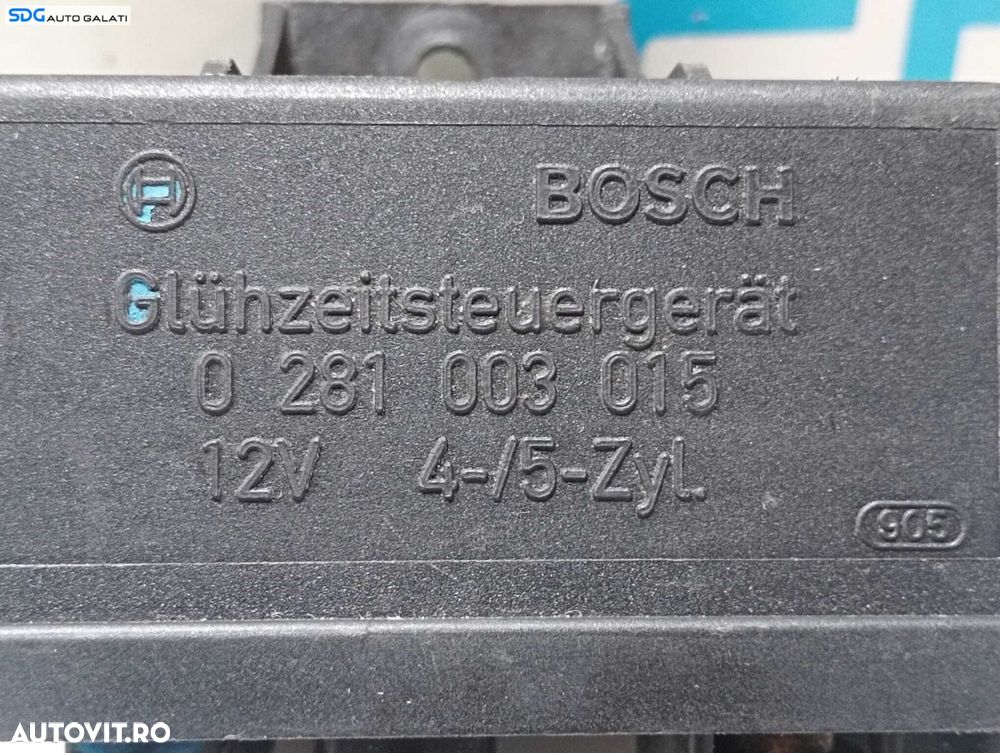 SDG AUTO GALATI
BOSCH
Glühzeitsteuergerät
0 281 003 015
12V 4-/5-Zyl.
905
AUTOVIT.RO